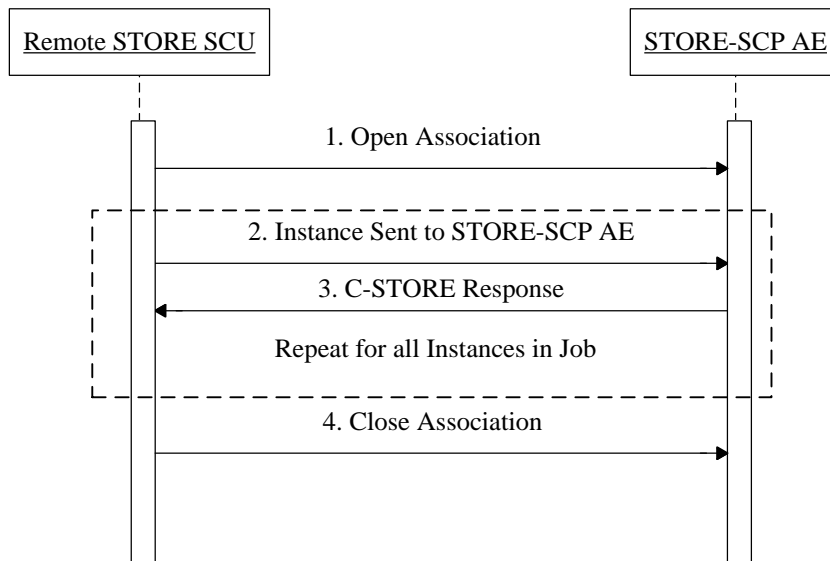 Remote STORE SCU
STORE-SCP AE
1. Open Association
2. Instance Sent to STORE-SCP AE
3. C-STORE Response
Repeat for all Instances in Job
4. Close Association